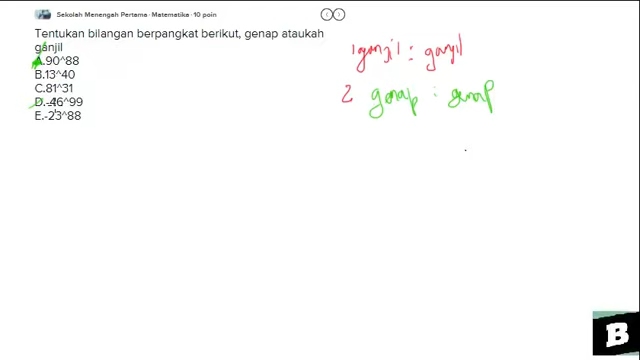 Sekolah Menengah Pertama · Matematika · 10 poin
Tentukan bilangan berpangkat berikut, genap ataukah
ganjil
A.90^88
B.13^40
C.81^31
D.-46^99
E.-23^88
1 ganjil : ganjil
2 genap : genap
B